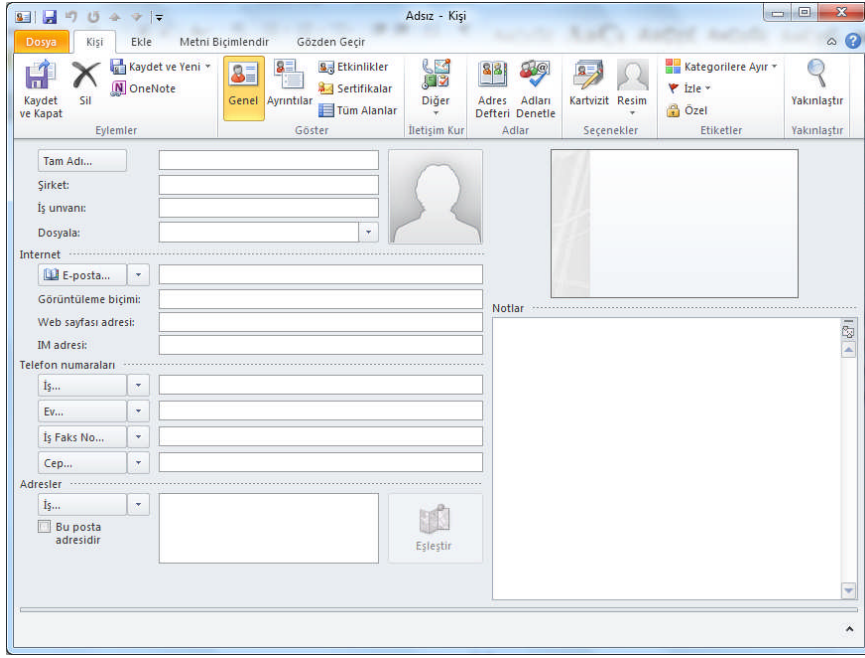 Adsız - Kişi
Dosya Kişi Ekle Metni Biçimlendir Gözden Geçir
Kaydet ve Kapat
Sil
Kaydet ve Yeni
OneNote
Eylemler
Genel
Ayrıntılar
Etkinlikler
Sertifikalar
Tüm Alanlar
Göster
Diğer
İletişim Kur
Adres Defteri
Adları Denetle
Adlar
Kartvizit
Resim
Seçenekler
Kategorilere Ayır
İzle
Özel
Etiketler
Yakınlaştır
Yakınlaştır
Tam Adı...
Şirket:
İş unvanı:
Dosyala:
Internet
E-posta...
Görüntüleme biçimi:
Web sayfası adresi:
IM adresi:
Telefon numaraları
İş...
Ev...
İş Faks No...
Cep...
Adresler
İş...
Bu posta
adresidir
Eşleştir
Notlar